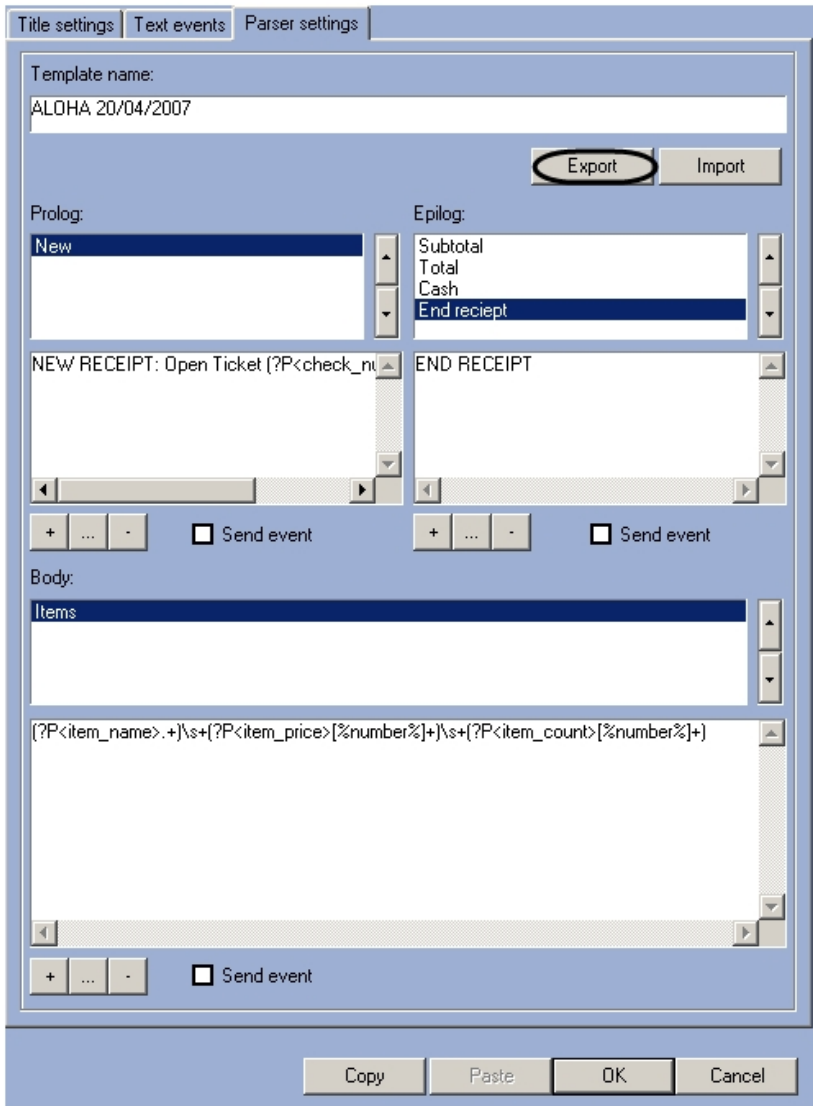 Title settings Text events Parser settings
Template name:
ALOHA 20/04/2007
Export Import
Prolog: Epilog:
New
Subtotal
Total
Cash
End reciept
NEW RECEIPT: Open Ticket (?P<check_nu
END RECEIPT
+ ... - Send event + ... - Send event
Body:
Items
(?P<item_name>.+)\s+(?P<item_price>[%number%]+)\s+(?P<item_count>[%number%]+)
+ ... - Send event
Copy Paste OK Cancel